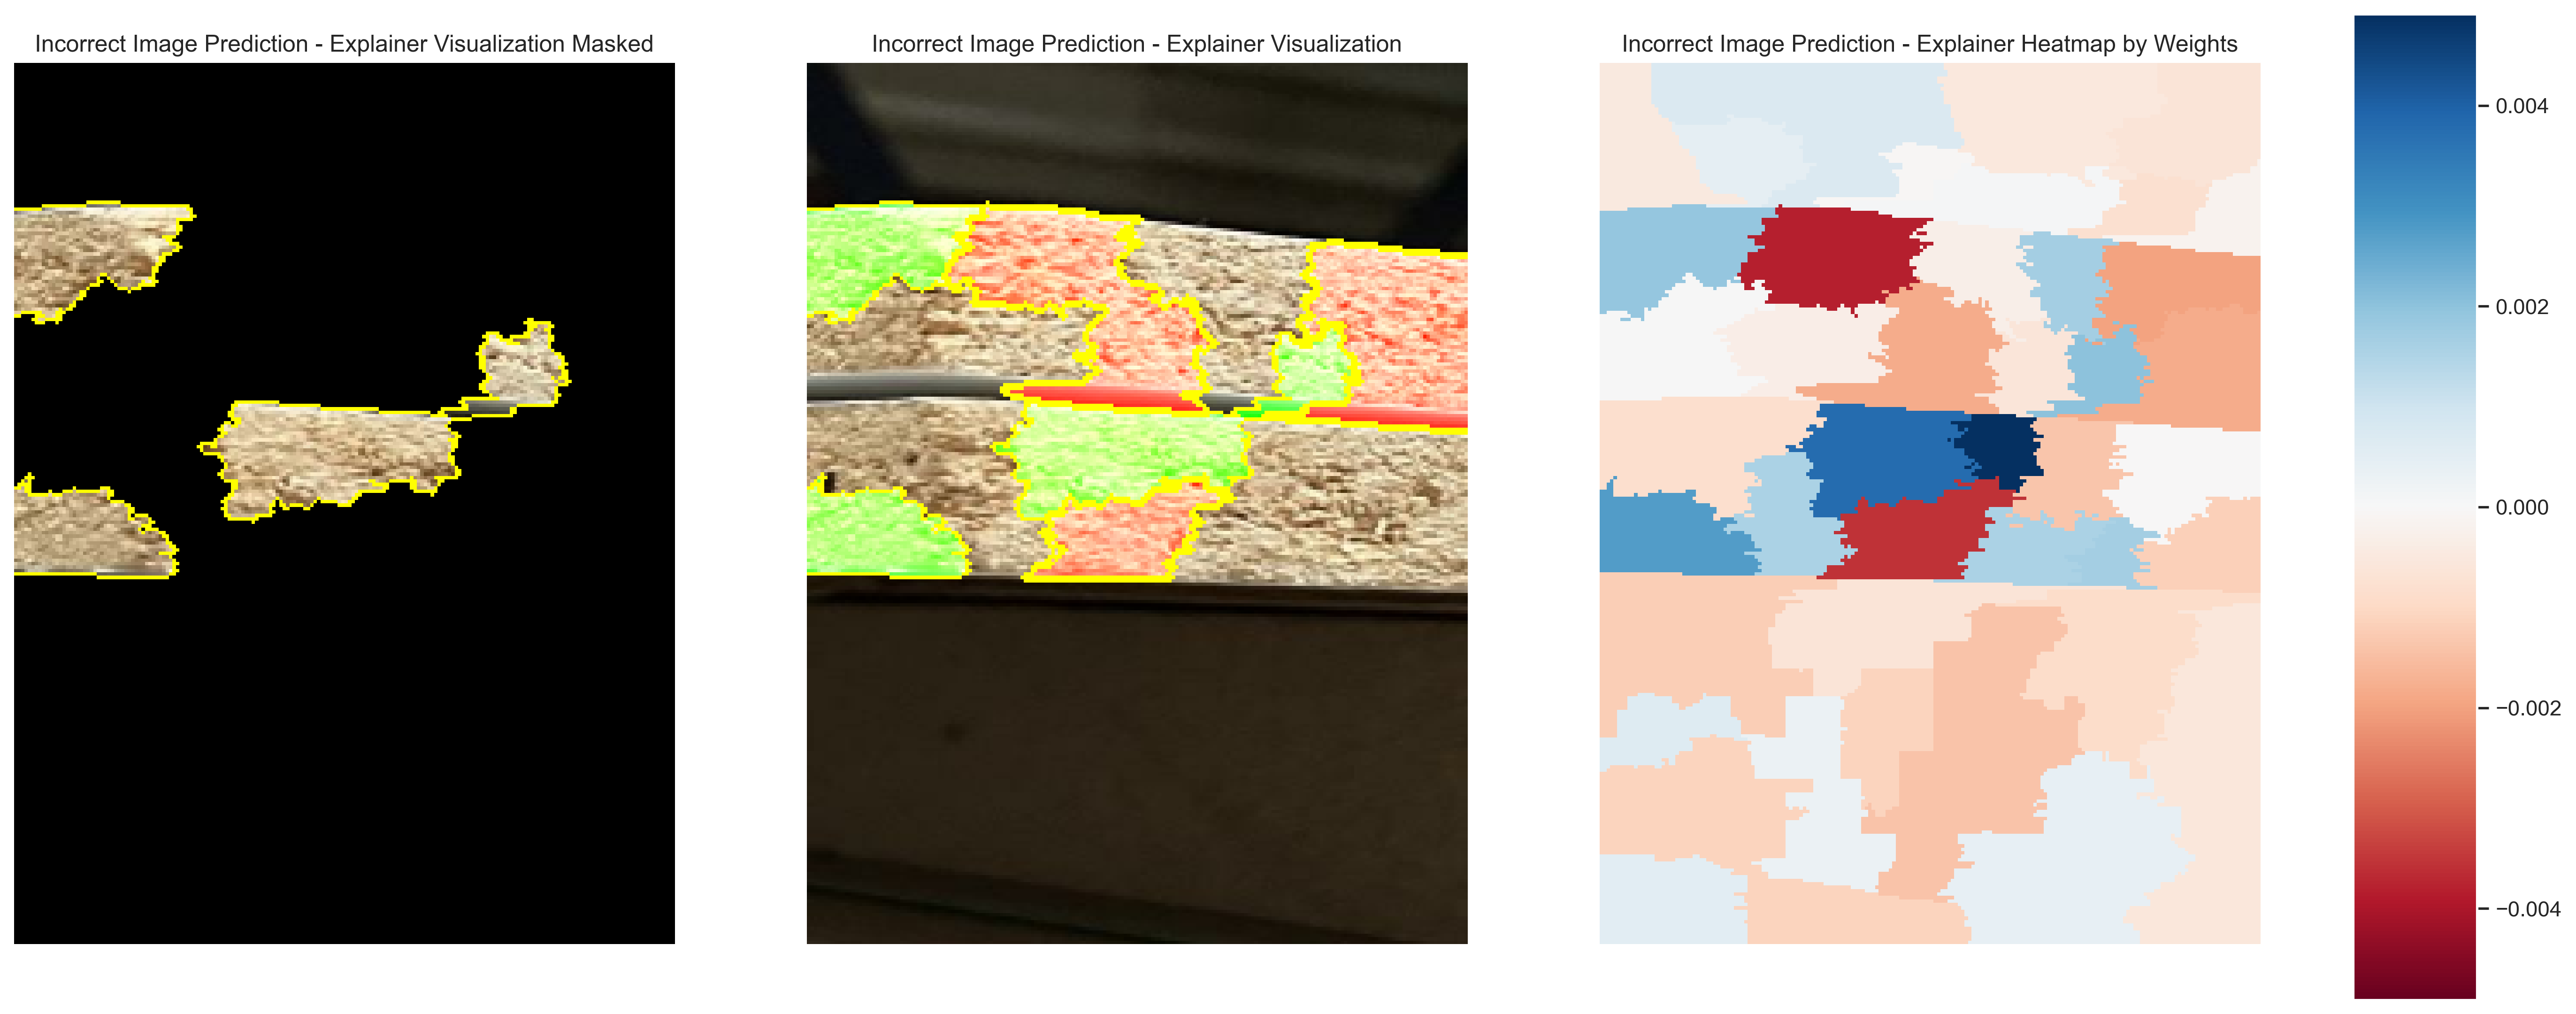 Incorrect Image Prediction - Explainer Visualization Masked
Incorrect Image Prediction - Explainer Visualization
Incorrect Image Prediction - Explainer Heatmap by Weights
0.004
0.002
0.000
−0.002
−0.004